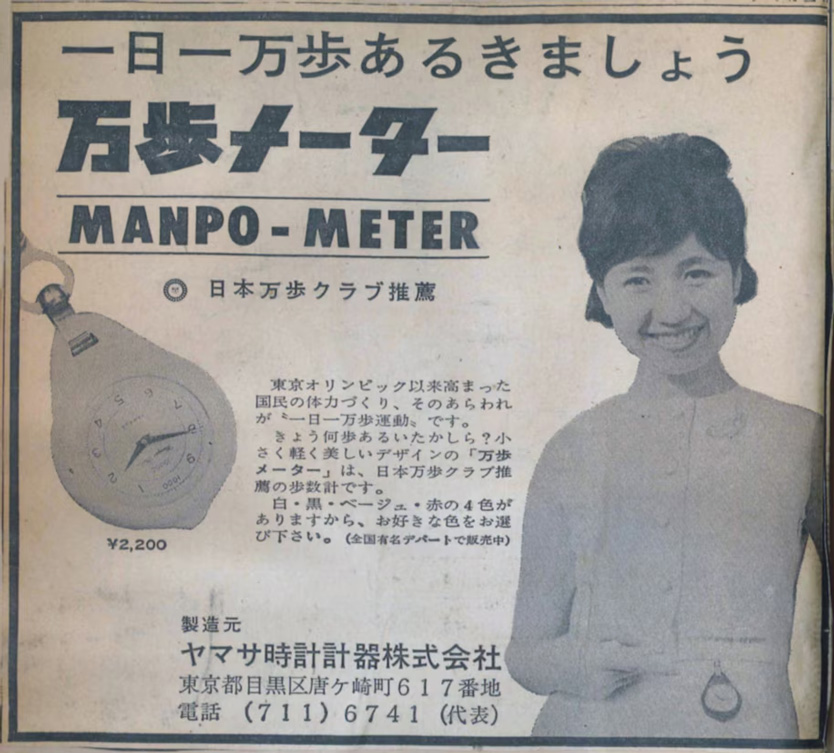 一日一万歩あるきましょう
万歩メーター
MANPO-METER
日本万歩クラブ推薦
東京オリンピック以来高まった
国民の体力づくり、そのあらわれ
が〝一日一万歩運動〟です。
きょう何歩あるいたかしら？小
さく軽く美しいデザインの「万歩
メーター」は、日本万歩クラブ推
薦の歩数計です。
白・黒・ベージュ・赤の4色が
ありますから、お好きな色をお選
び下さい。（全国有名デパートで販売中）
¥2,200
製造元
ヤマサ時計計器株式会社
東京都目黒区唐ケ崎町617番地
電話 (711) 6741 (代表)